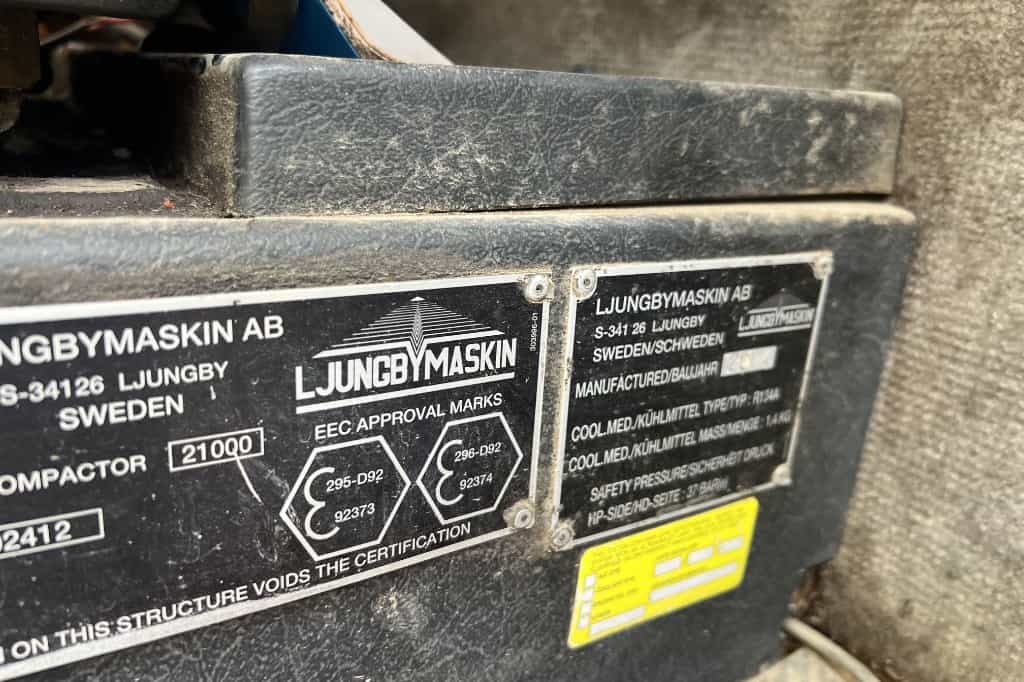 NGBYMASKIN AB
S-34126 LJUNGBY
SWEDEN
OMPACTOR 21000
02412
LJUNGBYMASKIN
303996-01
EEC APPROVAL MARKS
295-D92
92373
296-D92
92374
ON THIS STRUCTURE VOIDS THE CERTIFICATION
LJUNGBYMASKIN AB
S-341 26 LJUNGBY
SWEDEN/SCHWEDEN
LJUNGBYMASKIN
MANUFACTURED/BAUJAHR
COOL.MED./KÜHLMITTEL TYPE/TYP : R134A
COOL.MED./KÜHLMITTEL MASS/MENGE : 1,4 KG
SAFETY PRESSURE/SICHERHEIT DRUCK
HP-SIDE/HD-SEITE : 37 BAR